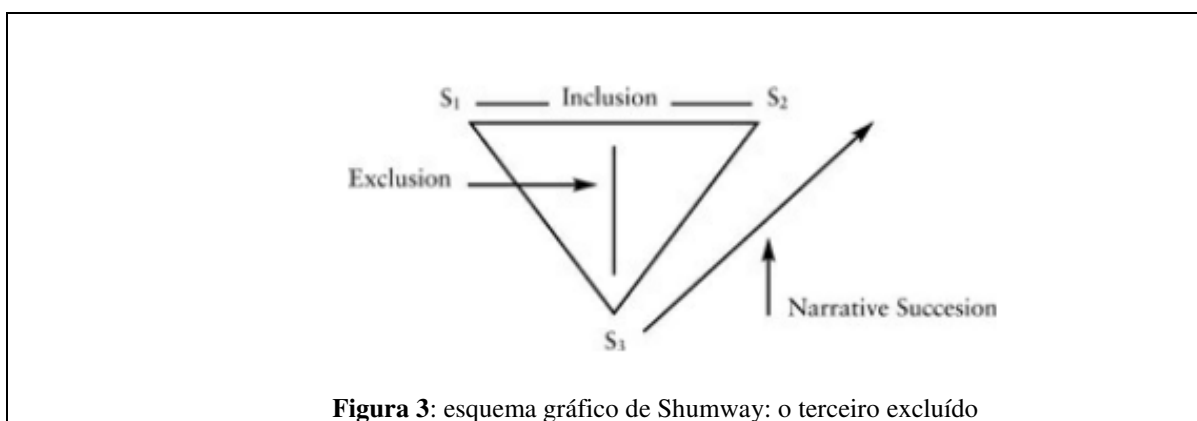 S₁ Inclusion S₂
Exclusion
Narrative Succesion
S₃
Figura 3: esquema gráfico de Shumway: o terceiro excluído